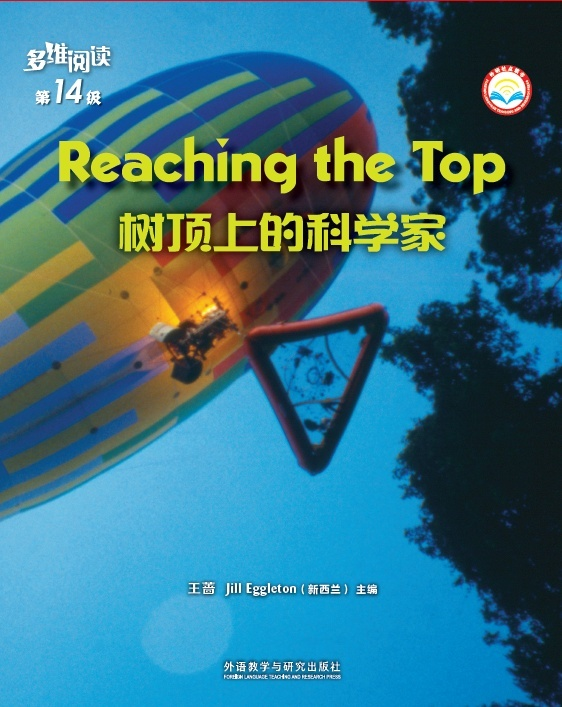 多维阅读
第14级
Reaching the Top
树顶上的科学家
王蔷 Jill Eggleton（新西兰）主编
外语教学与研究出版社
FOREIGN LANGUAGE TEACHING AND RESEARCH PRESS